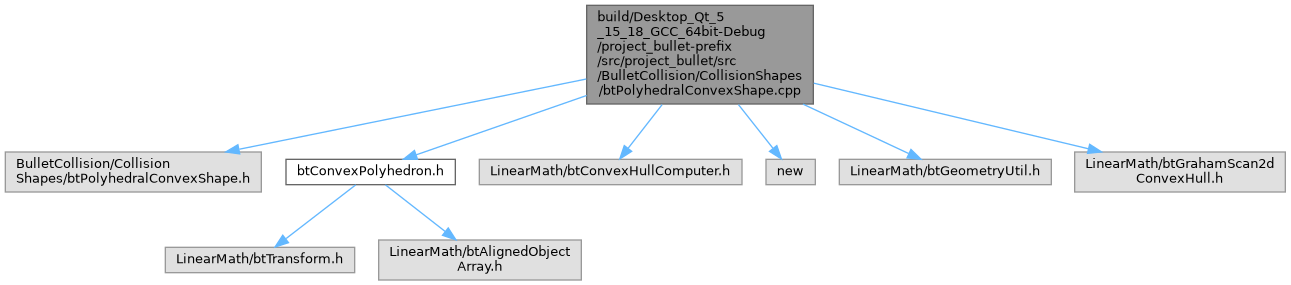 build/Desktop_Qt_5
_15_18_GCC_64bit-Debug
/project_bullet-prefix
/src/project_bullet/src
/BulletCollision/CollisionShapes
/btPolyhedralConvexShape.cpp
BulletCollision/Collision
Shapes/btPolyhedralConvexShape.h
btConvexPolyhedron.h
LinearMath/btConvexHullComputer.h
new
LinearMath/btGeometryUtil.h
LinearMath/btGrahamScan2d
ConvexHull.h
LinearMath/btTransform.h
LinearMath/btAlignedObject
Array.h